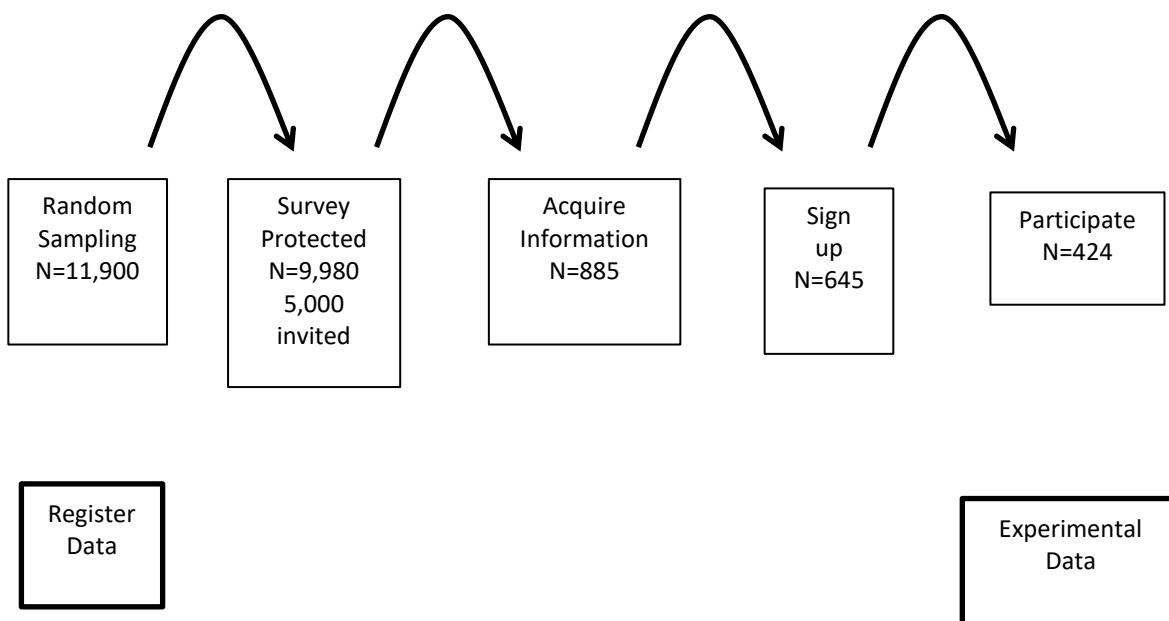 Random
Sampling
N=11,900
Survey
Protected
N=9,980
5,000
invited
Acquire
Information
N=885
Sign
up
N=645
Participate
N=424
Register
Data
Experimental
Data